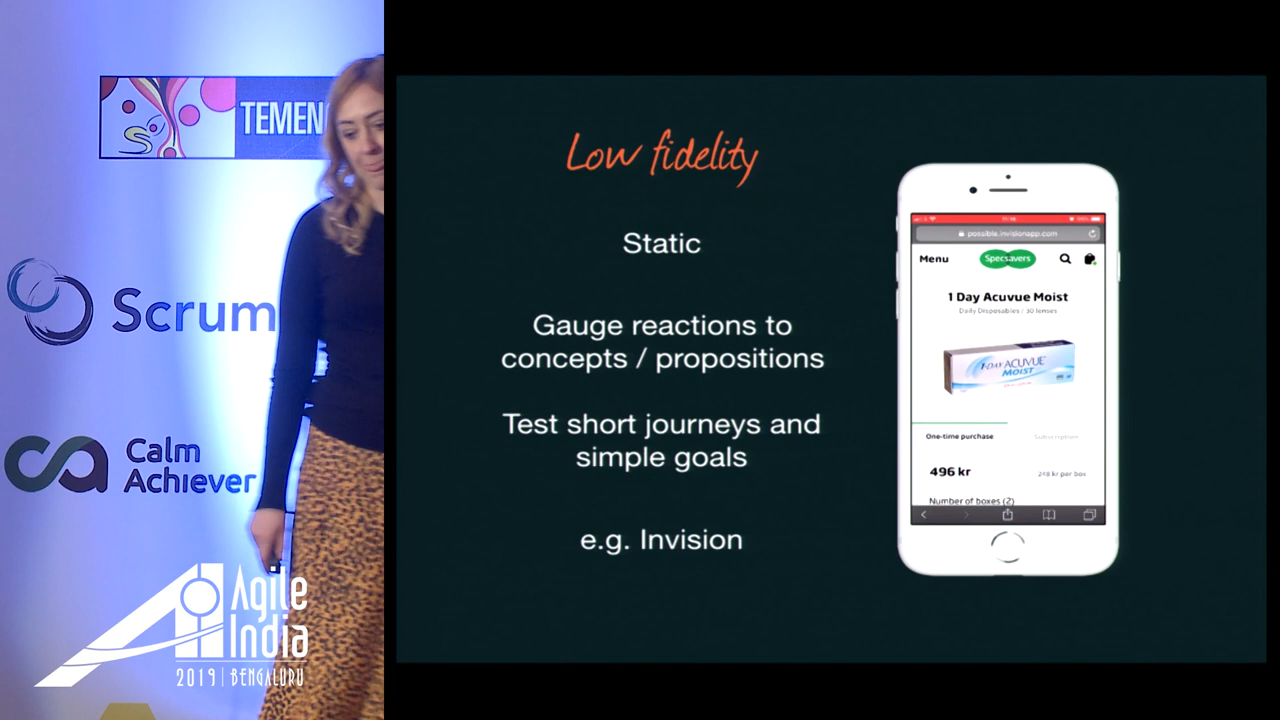 TEMEN
Scrum
Calm
Achiever
Agile
India
2019 | BENGALURU
Low fidelity
Static
Gauge reactions to
concepts / propositions
Test short journeys and
simple goals
e.g. Invision
possible.invisionapp.com
Menu
Specsavers
1 Day Acuvue Moist
Daily Disposables / 30 lenses
1-DAY ACUVUE
MOIST
One-time purchase
Subscription
496 kr
248 kr per box
Number of boxes (2)